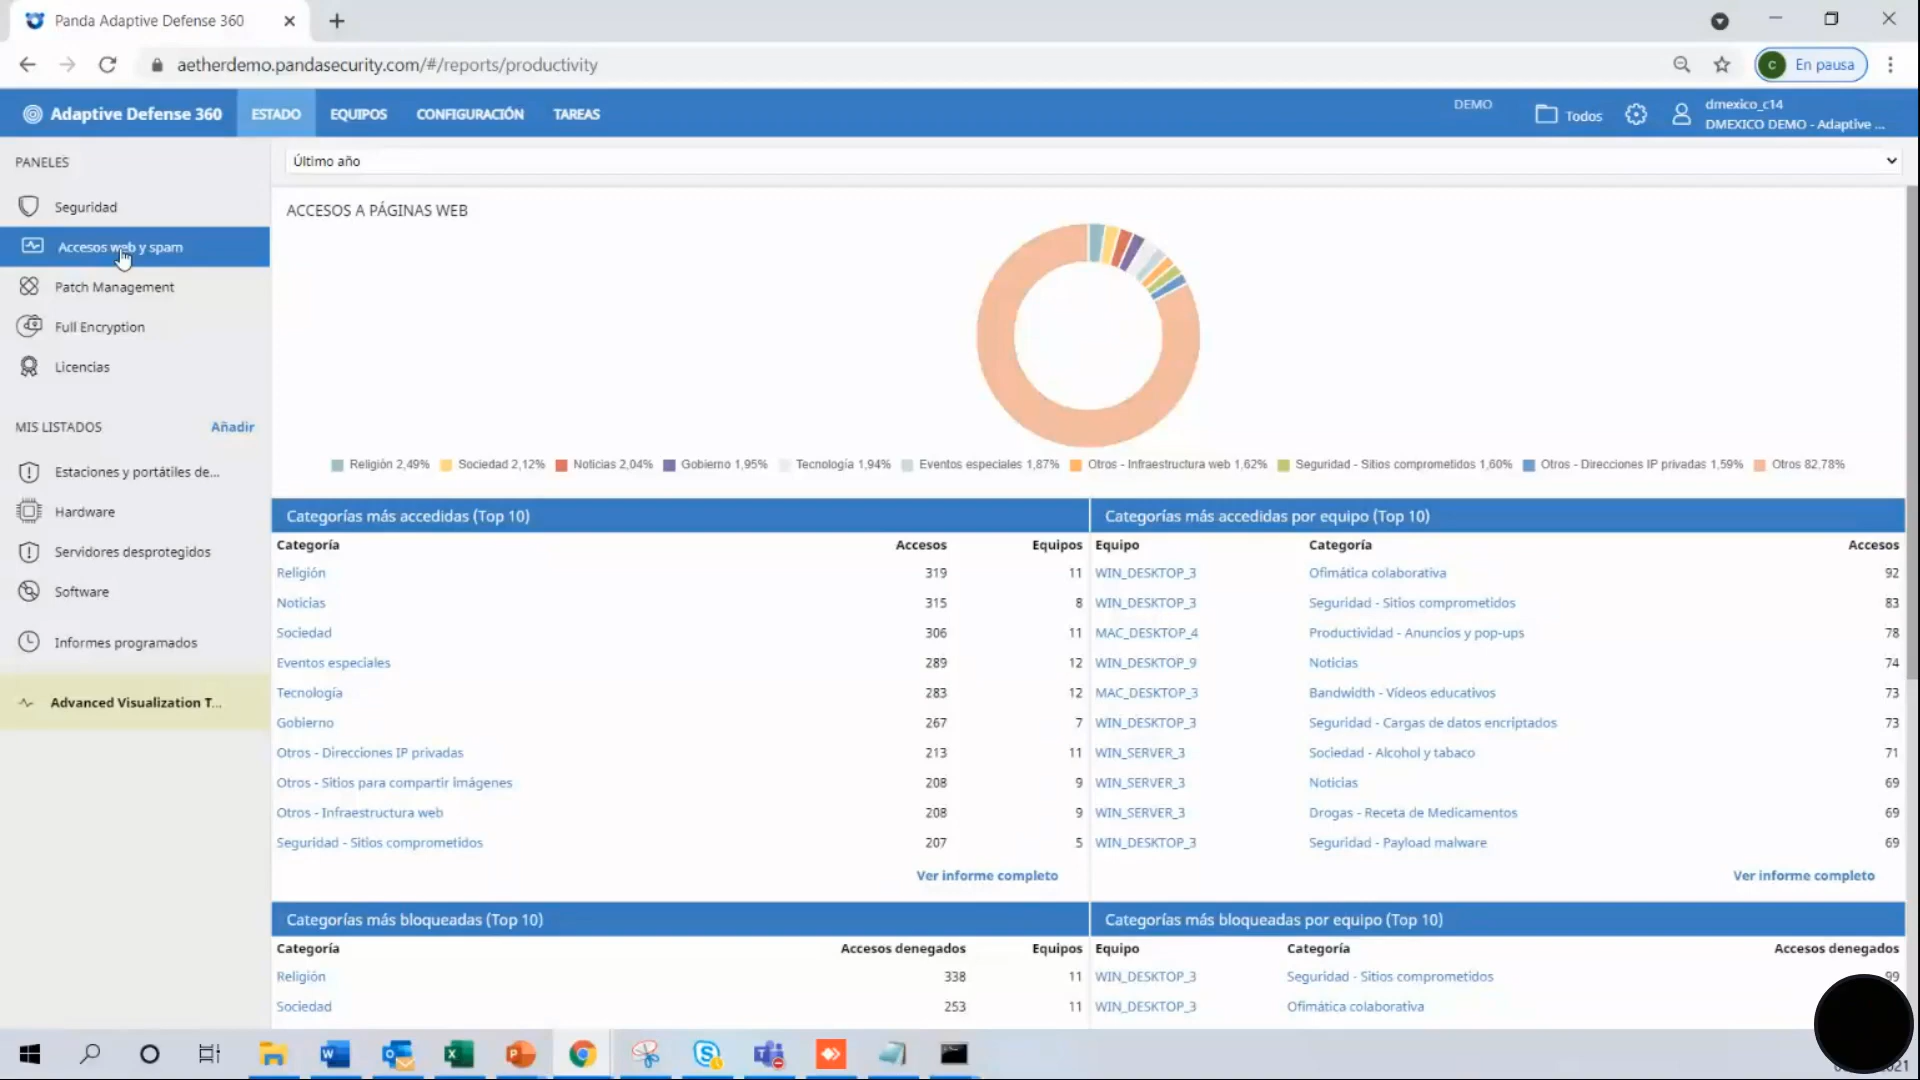 Panda Adaptive Defense 360
aetherdemo.pandasecurity.com/#/reports/productivity
C En pausa
Adaptive Defense 360 ESTADO EQUIPOS CONFIGURACIÓN TAREAS DEMO Todos dmexico_c14
DMEXICO DEMO - Adaptive ...
PANELES
Seguridad
Accesos web y spam
Patch Management
Full Encryption
Licencias
MIS LISTADOS Añadir
Estaciones y portátiles de...
Hardware
Servidores desprotegidos
Software
Informes programados
Advanced Visualization T...
Último año
ACCESOS A PÁGINAS WEB
Religión 2,49% Sociedad 2,12% Noticias 2,04% Gobierno 1,95% Tecnología 1,94% Eventos especiales 1,87% Otros - Infraestructura web 1,62% Seguridad - Sitios comprometidos 1,60% Otros - Direcciones IP privadas 1,59% Otros 82,78%
Categorías más accedidas (Top 10)
Categoría Accesos Equipos
Religión 319 11
Noticias 315 8
Sociedad 306 11
Eventos especiales 289 12
Tecnología 283 12
Gobierno 267 7
Otros - Direcciones IP privadas 213 11
Otros - Sitios para compartir imágenes 208 9
Otros - Infraestructura web 208 9
Seguridad - Sitios comprometidos 207 5
Ver informe completo
Categorías más accedidas por equipo (Top 10)
Equipo Categoría Accesos
WIN_DESKTOP_3 Ofimática colaborativa 92
WIN_DESKTOP_3 Seguridad - Sitios comprometidos 83
MAC_DESKTOP_4 Productividad - Anuncios y pop-ups 78
WIN_DESKTOP_9 Noticias 74
MAC_DESKTOP_3 Bandwidth - Vídeos educativos 73
WIN_DESKTOP_3 Seguridad - Cargas de datos encriptados 73
WIN_SERVER_3 Sociedad - Alcohol y tabaco 71
WIN_SERVER_3 Noticias 69
WIN_SERVER_3 Drogas - Receta de Medicamentos 69
WIN_DESKTOP_3 Seguridad - Payload malware 69
Ver informe completo
Categorías más bloqueadas (Top 10)
Categoría Accesos denegados Equipos
Religión 338 11
Sociedad 253 11
Categorías más bloqueadas por equipo (Top 10)
Equipo Categoría Accesos denegados
WIN_DESKTOP_3 Seguridad - Sitios comprometidos 99
WIN_DESKTOP_3 Ofimática colaborativa